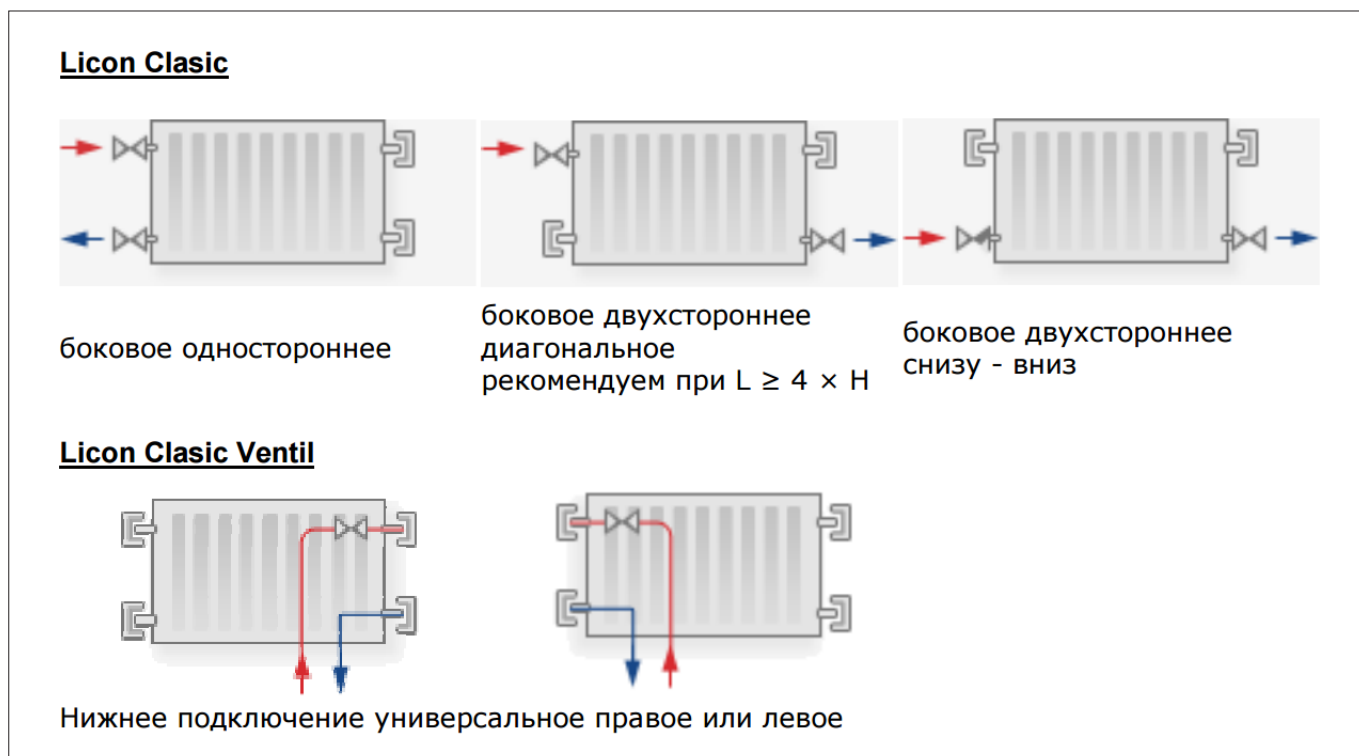 Licon Clasic
боковое одностороннее
боковое двухстороннее
диагональное
рекомендуем при L ≥ 4 × H
боковое двухстороннее
снизу - вниз
Licon Clasic Ventil
Нижнее подключение универсальное правое или левое